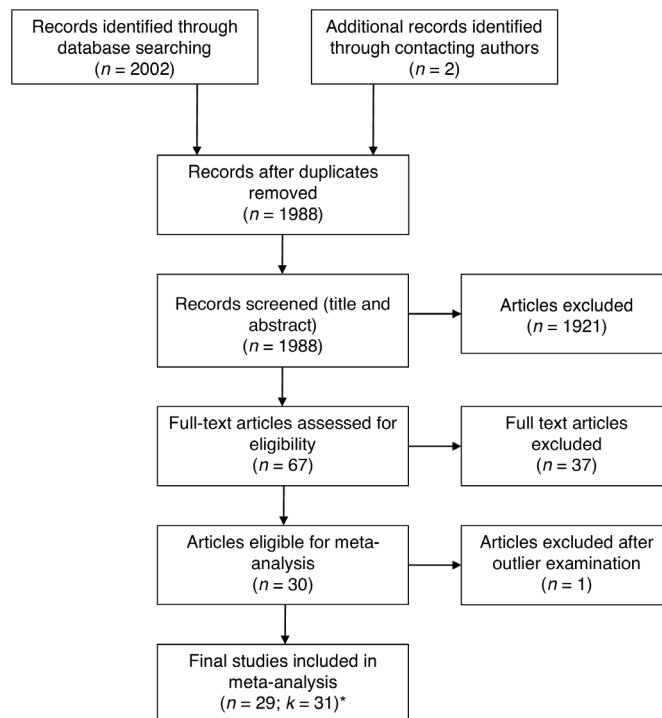 Records identified through
database searching
(n = 2002)
Additional records identified
through contacting authors
(n = 2)
Records after duplicates
removed
(n = 1988)
Records screened (title and
abstract)
(n = 1988)
Articles excluded
(n = 1921)
Full-text articles assessed for
eligibility
(n = 67)
Full text articles
excluded
(n = 37)
Articles eligible for meta-
analysis
(n = 30)
Articles excluded after
outlier examination
(n = 1)
Final studies included in
meta-analysis
(n = 29; k = 31)*